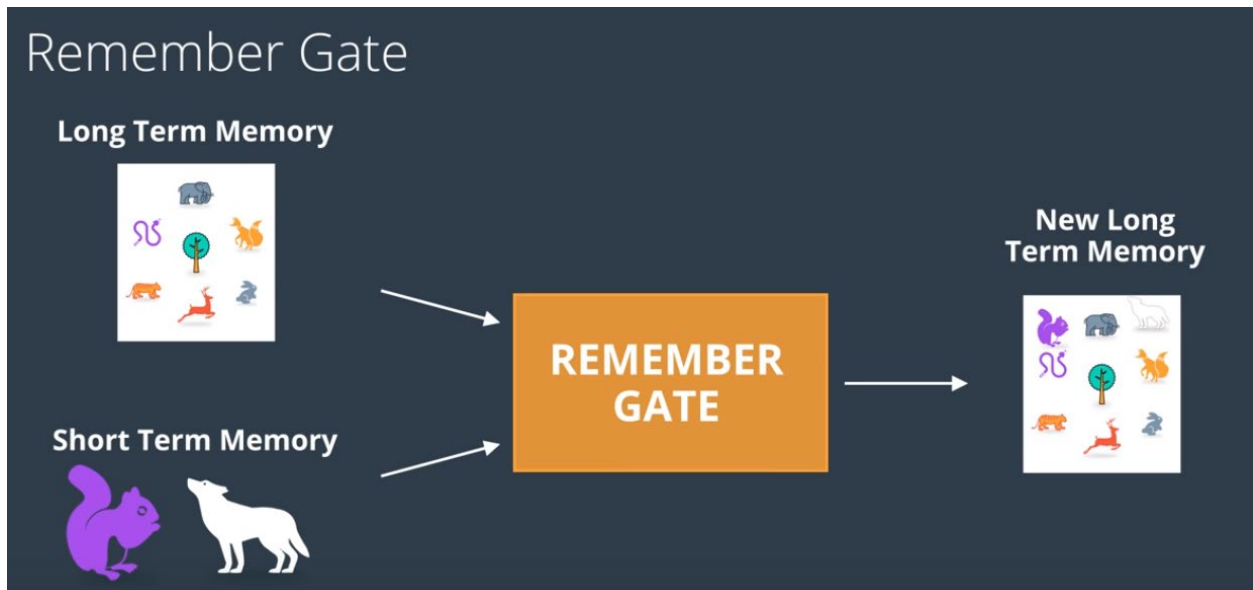 Remember Gate
Long Term Memory
New Long
Term Memory
REMEMBER
GATE
Short Term Memory